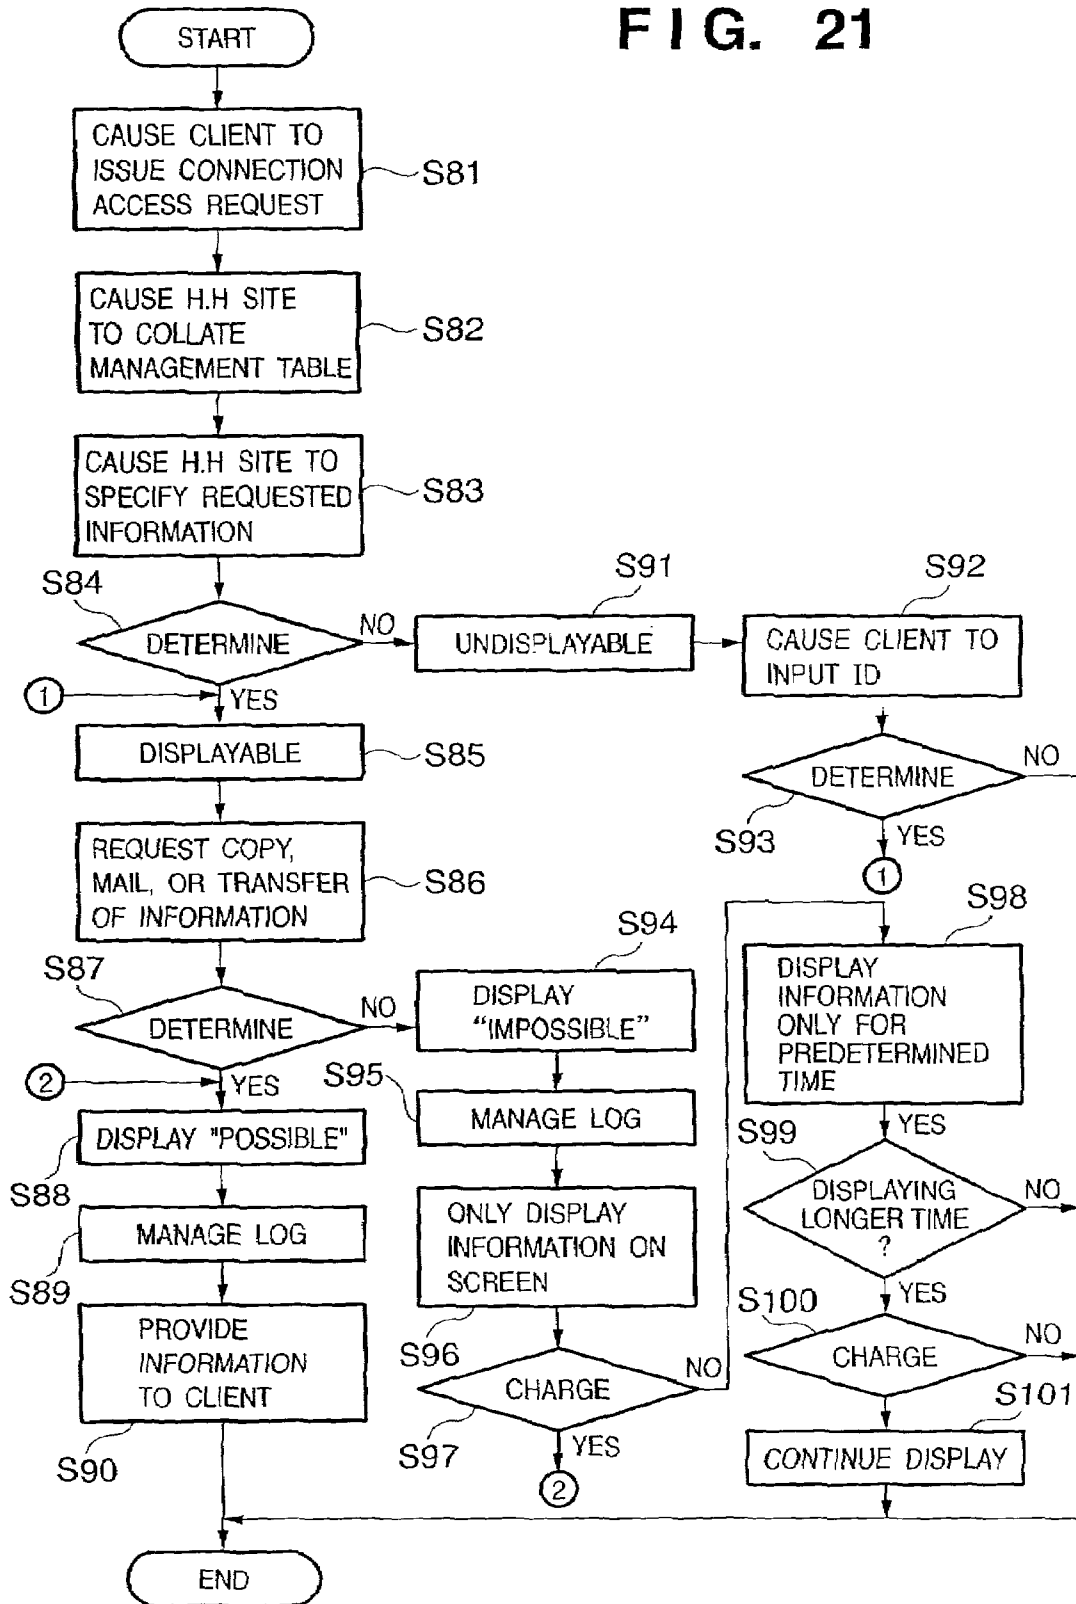 FIG. 21
START
CAUSE CLIENT TO
ISSUE CONNECTION
ACCESS REQUEST
S81
CAUSE H.H SITE
TO COLLATE
MANAGEMENT TABLE
S82
CAUSE H.H SITE TO
SPECIFY REQUESTED
INFORMATION
S83
S84
DETERMINE
NO
YES
1
S91
UNDISPLAYABLE
S92
CAUSE CLIENT TO
INPUT ID
DETERMINE
NO
S93
YES
1
DISPLAYABLE
S85
REQUEST COPY,
MAIL, OR TRANSFER
OF INFORMATION
S86
S87
DETERMINE
NO
YES
2
DISPLAY "POSSIBLE"
S88
MANAGE LOG
S89
PROVIDE
INFORMATION
TO CLIENT
S90
S94
DISPLAY
"IMPOSSIBLE"
S95
MANAGE LOG
ONLY DISPLAY
INFORMATION ON
SCREEN
S96
CHARGE
NO
S97
YES
2
S98
DISPLAY
INFORMATION
ONLY FOR
PREDETERMINED
TIME
YES
S99
DISPLAYING
LONGER TIME
?
NO
YES
S100
CHARGE
NO
S101
CONTINUE DISPLAY
END